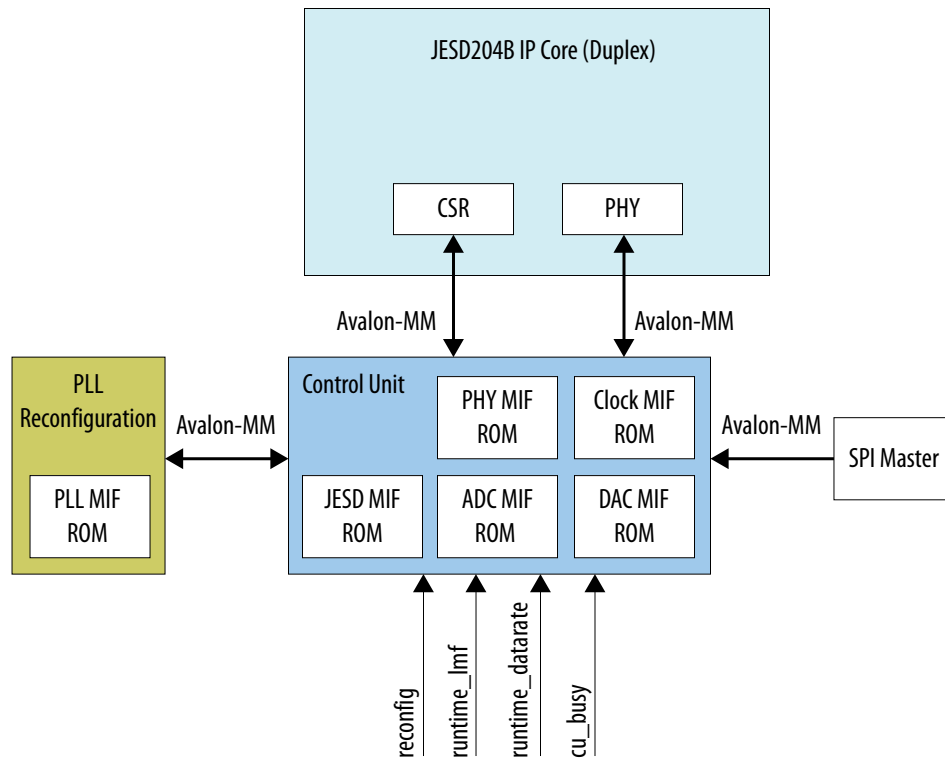 JESD204B IP Core (Duplex)
CSR
PHY
Avalon-MM
Avalon-MM
PLL
Reconfiguration
PLL MIF
ROM
Avalon-MM
Control Unit
PHY MIF
ROM
Clock MIF
ROM
JESD MIF
ROM
ADC MIF
ROM
DAC MIF
ROM
Avalon-MM
SPI Master
reconfig
runtime_lmf
runtime_datarate
cu_busy